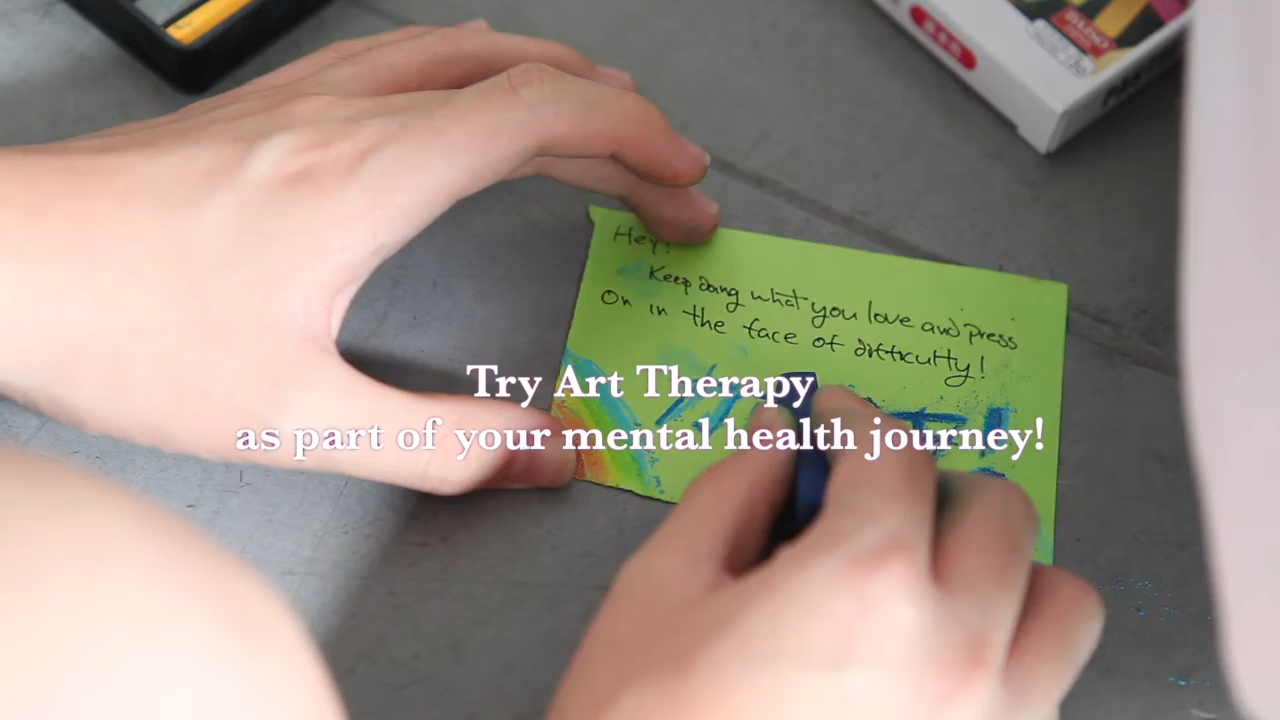 Hey!
Keep doing what you love and press
On in the face of difficulty!
Try Art Therapy
as part of your mental health journey!